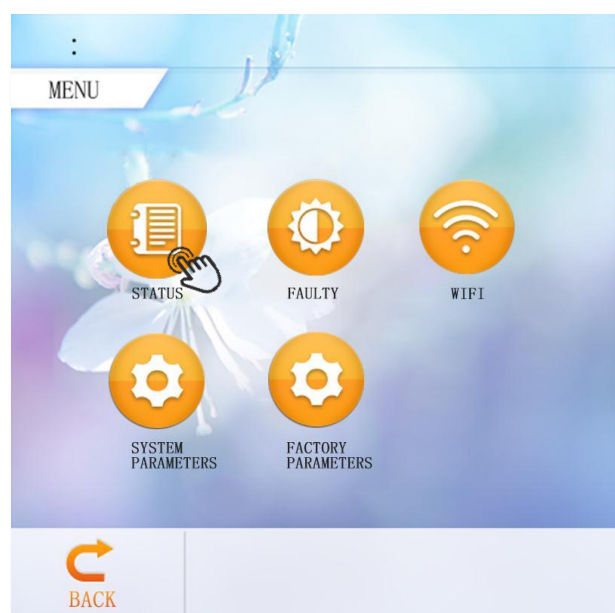 :
MENU
STATUS
FAULTY
WIFI
SYSTEM
PARAMETERS
FACTORY
PARAMETERS
BACK